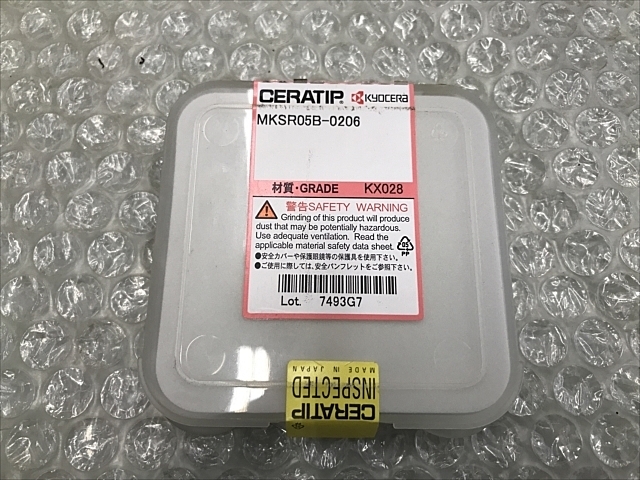 CERATIP® KYOCERA
MKSR05B-0206
材質・GRADE KX028
警告SAFETY WARNING
Grinding of this product will produce
dust that may be potentially hazardous.
Use adequate ventilation. Read the
applicable material safety data sheet.
●安全カバーや保護眼鏡等の保護具を使用下さい。
●ご使用に際しては、安全パンフレットをご参照下さい。
05
PP
Lot. 7493G7
CERATIP
INSPECTED
MADE IN JAPAN